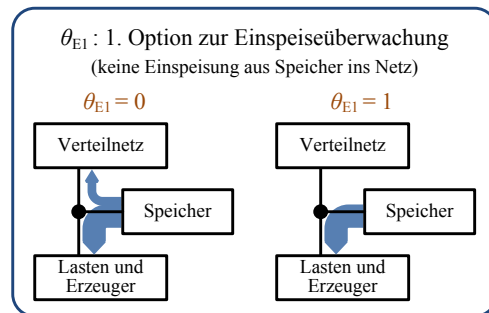 θE1 : 1. Option zur Einspeiseüberwachung
(keine Einspeisung aus Speicher ins Netz)
θE1 = 0
θE1 = 1
Verteilnetz
Verteilnetz
Speicher
Speicher
Lasten und
Erzeuger
Lasten und
Erzeuger